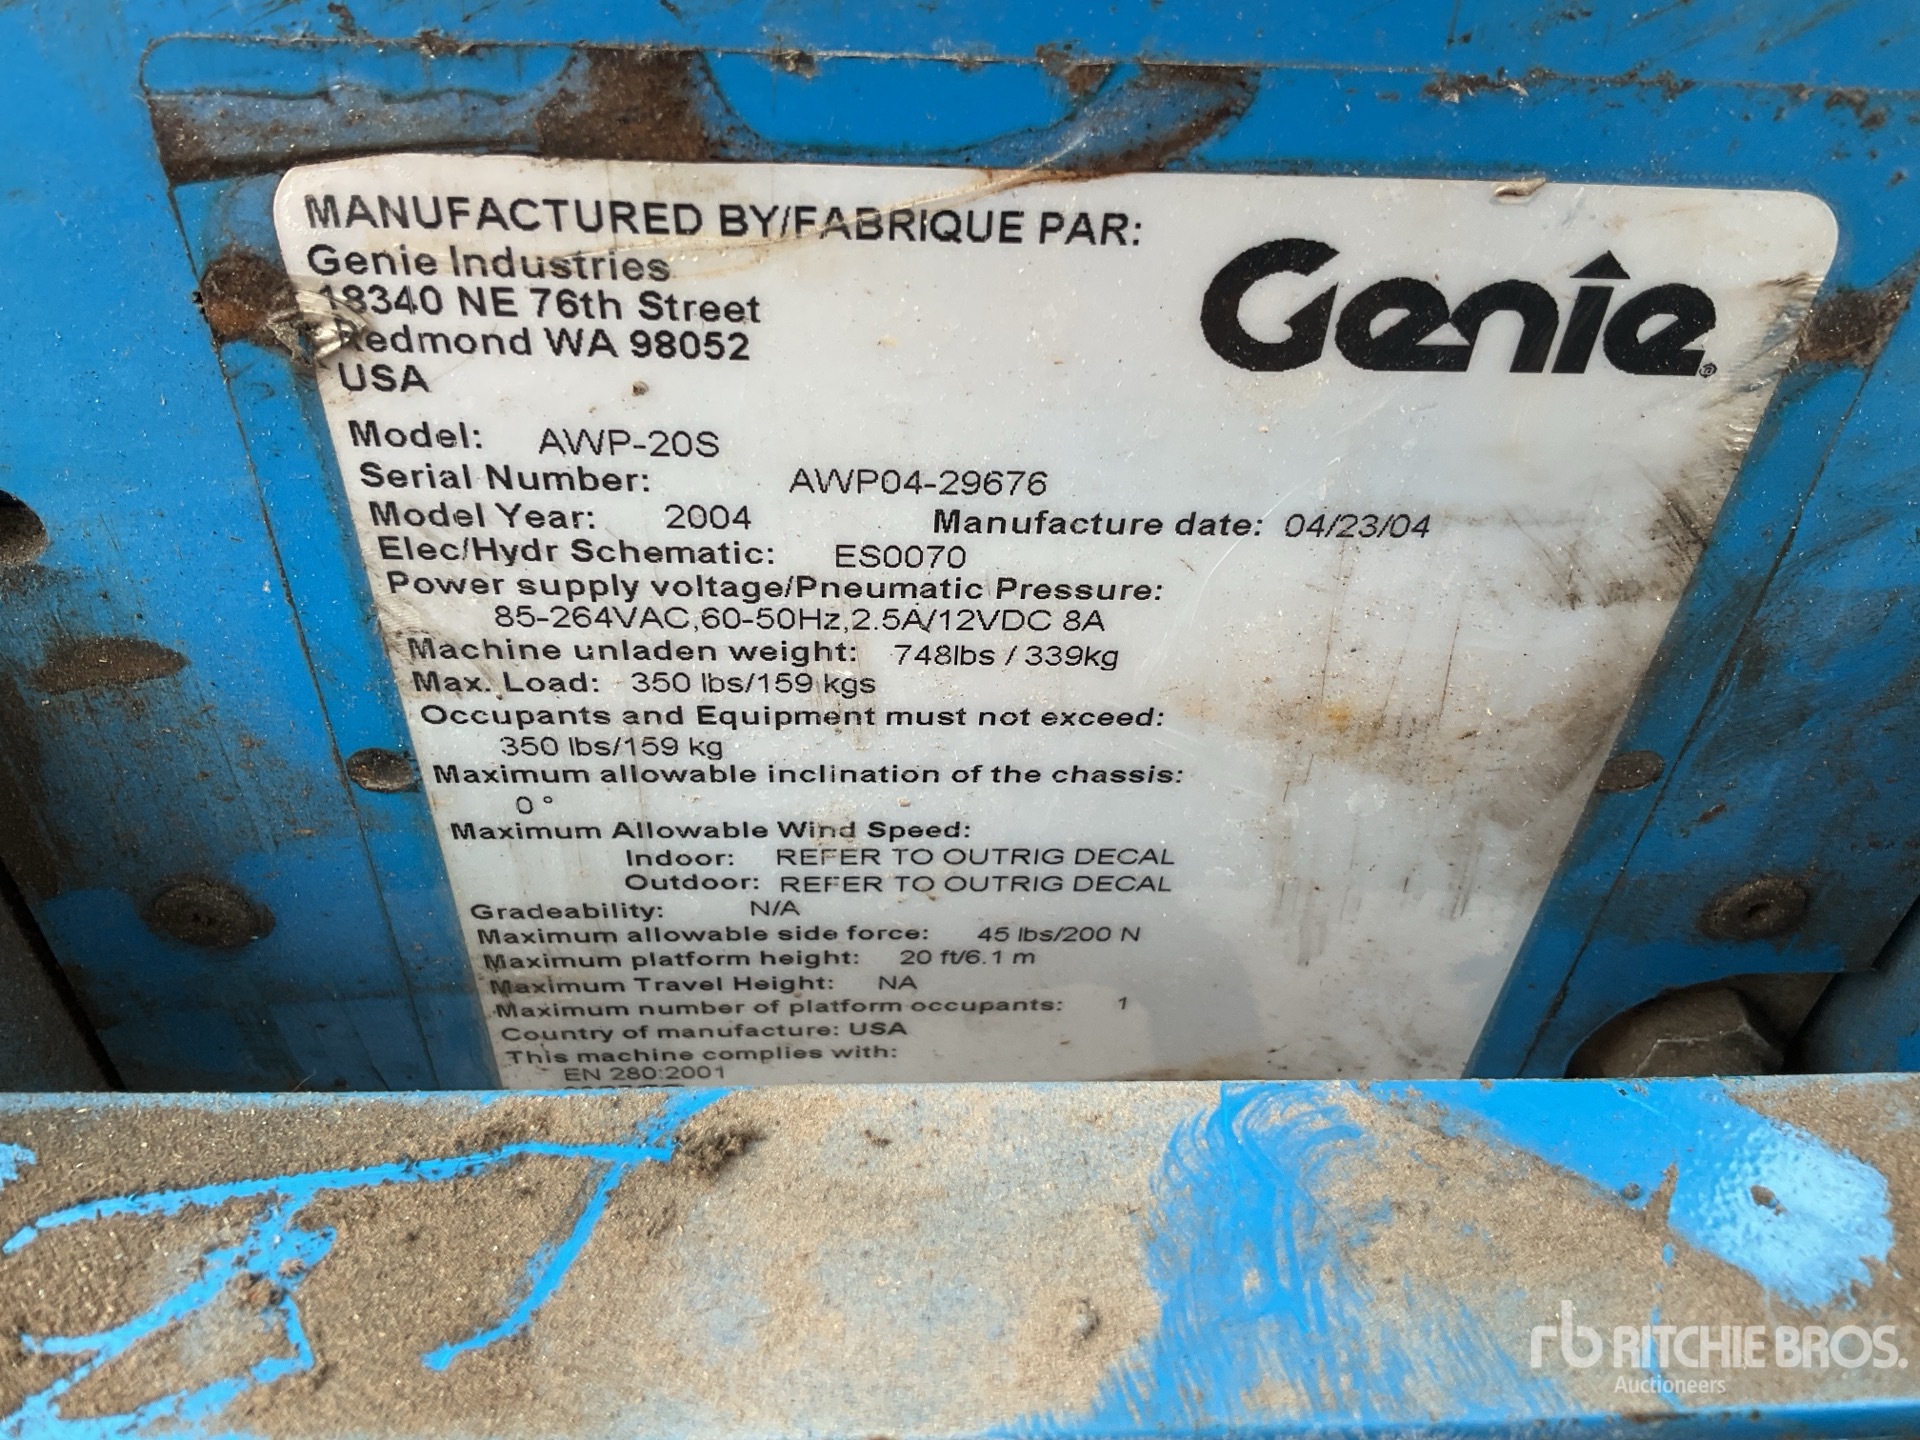 MANUFACTURED BY/FABRIQUE PAR:
Genie Industries
18340 NE 76th Street
Redmond WA 98052
USA
Genie®
Model: AWP-20S
Serial Number: AWP04-29676
Model Year: 2004 Manufacture date: 04/23/04
Elec/Hydr Schematic: ES0070
Power supply voltage/Pneumatic Pressure:
85-264VAC,60-50Hz,2.5A/12VDC 8A
Machine unladen weight: 748lbs / 339kg
Max. Load: 350 lbs/159 kgs
Occupants and Equipment must not exceed:
350 lbs/159 kg
Maximum allowable inclination of the chassis:
0 °
Maximum Allowable Wind Speed:
Indoor: REFER TO OUTRIG DECAL
Outdoor: REFER TO OUTRIG DECAL
Gradeability: N/A
Maximum allowable side force: 45 lbs/200 N
Maximum platform height: 20 ft/6.1 m
Maximum Travel Height: NA
Maximum number of platform occupants: 1
Country of manufacture: USA
This machine complies with:
EN 280:2001
rb RITCHIE BROS.
Auctioneers